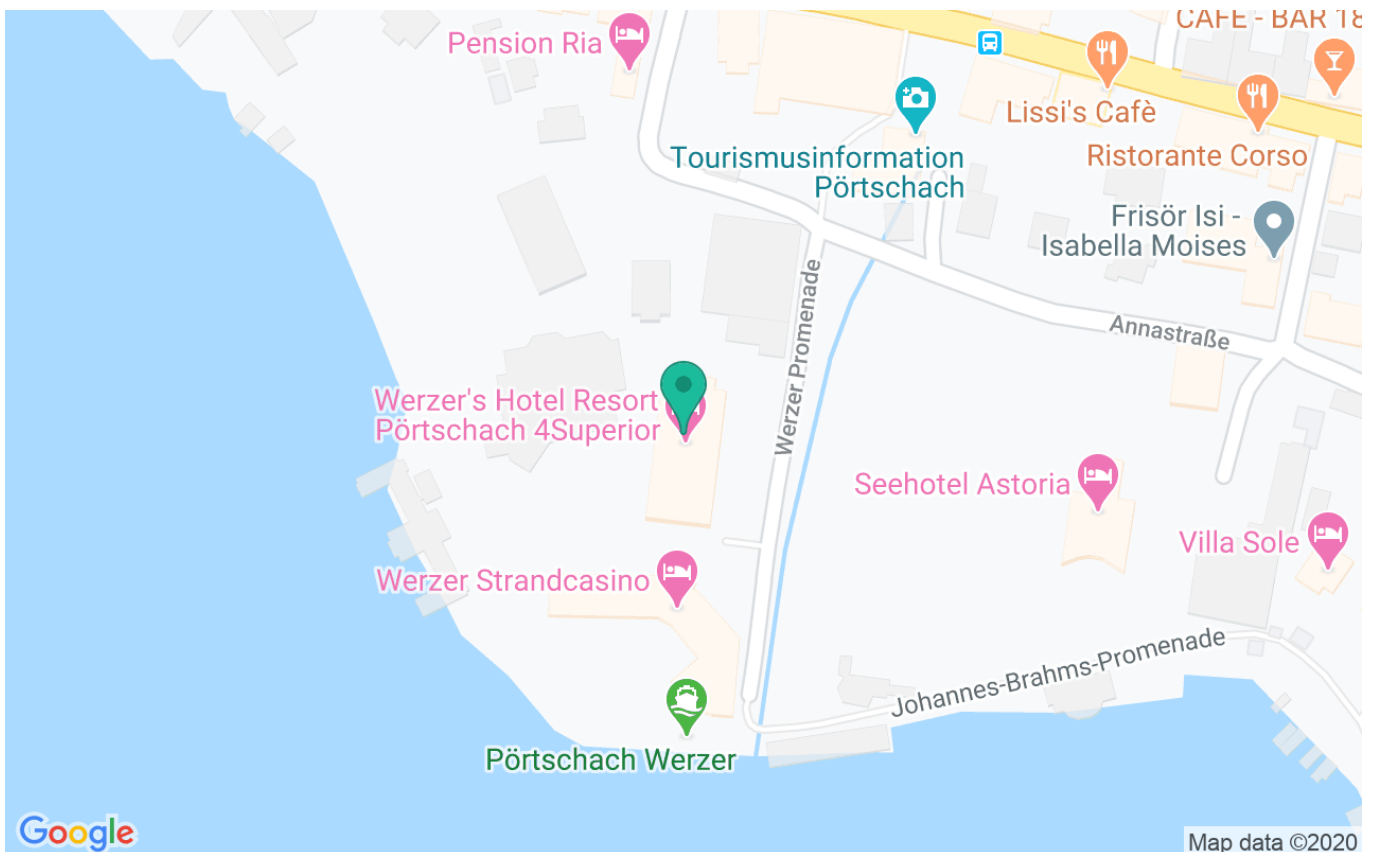 CAFE - BAR 18
Pension Ria
Lissi's Cafè
Ristorante Corso
Tourismusinformation
Pörtschach
Frisör Isi -
Isabella Moises
Werzer Promenade
Annastraße
Werzer's Hotel Resort
Pörtschach 4Superior
Seehotel Astoria
Villa Sole
Werzer Strandcasino
Johannes-Brahms-Promenade
Pörtschach Werzer
Google
Map data ©2020